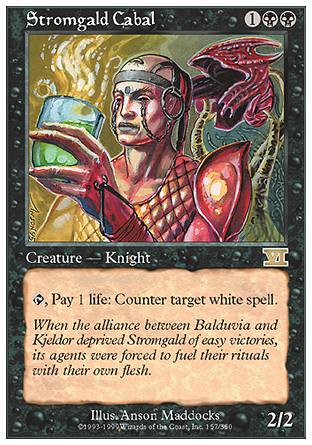 Stromgald Cabal 1
Creature — Knight VI
, Pay 1 life: Counter target white spell.
When the alliance between Balduvia and
Kjeldor deprived Stromgald of easy victories,
its agents were forced to fuel their rituals
with their own flesh.
2/2
Illus. Anson Maddocks
©1993-1999 Wizards of the Coast, Inc. 157/350